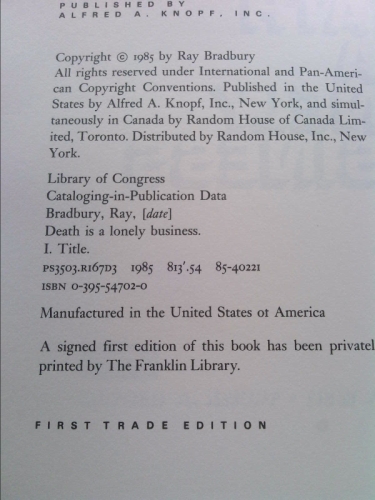 PUBLISHED BY
ALFRED A. KNOPF, INC.
Copyright © 1985 by Ray Bradbury
All rights reserved under International and Pan-Ameri-
can Copyright Conventions. Published in the United
States by Alfred A. Knopf, Inc., New York, and simul-
taneously in Canada by Random House of Canada Lim-
ited, Toronto. Distributed by Random House, Inc., New
York.
Library of Congress
Cataloging-in-Publication Data
Bradbury, Ray, [date]
Death is a lonely business.
I. Title.
PS3503.R167D3 1985 813'.54 85-40221
ISBN 0-395-54702-0
Manufactured in the United States of America
A signed first edition of this book has been privatel
printed by The Franklin Library.
FIRST TRADE EDITION